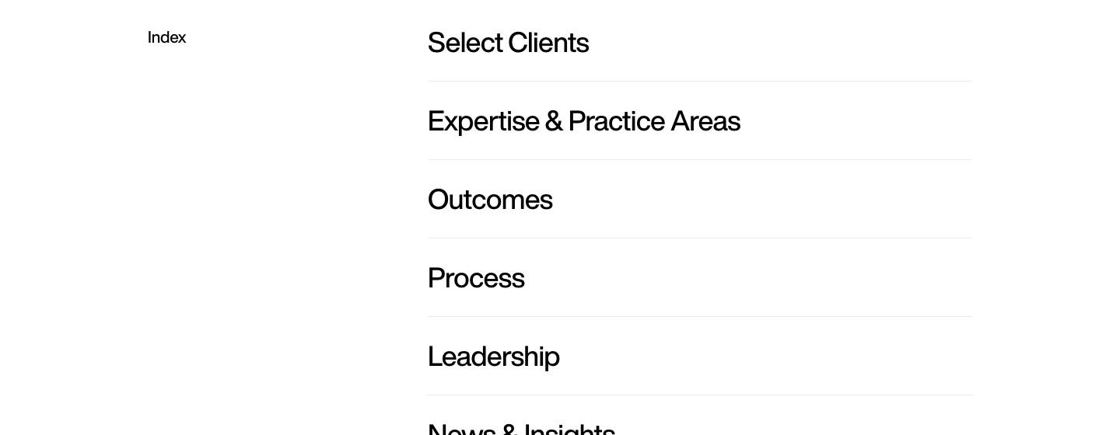 Index
Select Clients
Expertise & Practice Areas
Outcomes
Process
Leadership
News & Insights